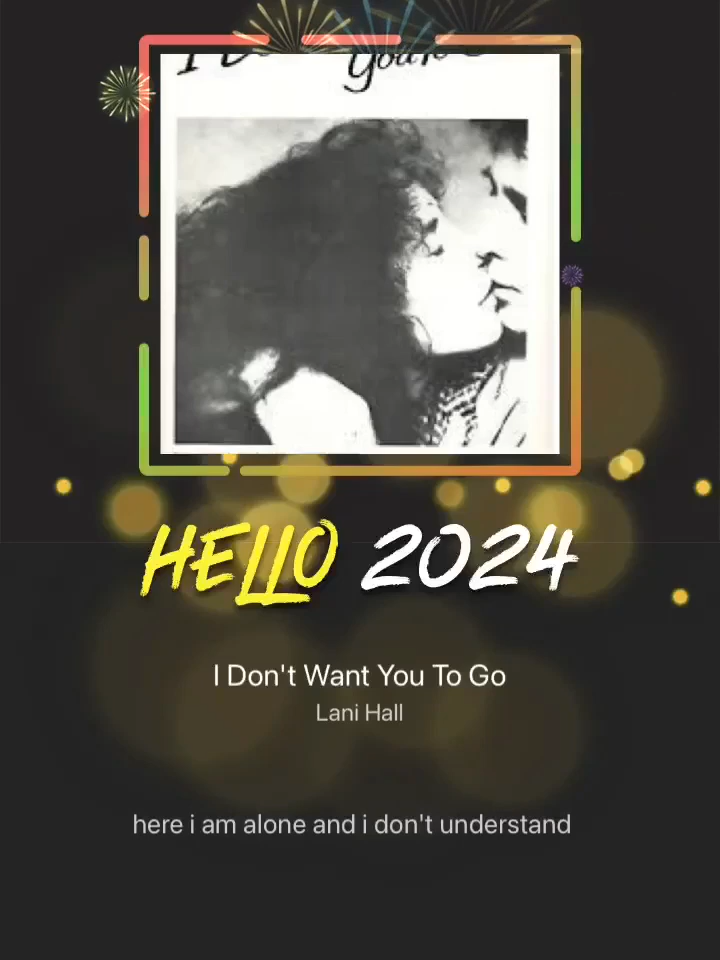 HELLO 2024
I Don't Want You To Go
Lani Hall
here i am alone and i don't understand